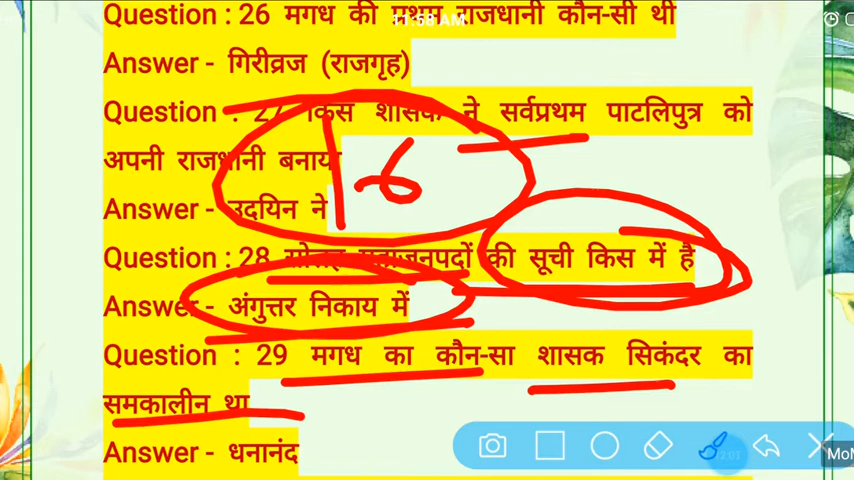 Question : 26 मगध की प्रथम राजधानी कौन-सी थी
11:58 AM
Answer - गिरीव्रज (राजगृह)
Question : 27 किस शासक ने सर्वप्रथम पाटलिपुत्र को
अपनी राजधानी बनाया
16
Answer - उदयिन ने
Question : 28 सोलह महाजनपदों की सूची किस में है
Answer - अंगुत्तर निकाय में
Question : 29 मगध का कौन-सा शासक सिकंदर का
समकालीन था
Answer - धनानंद